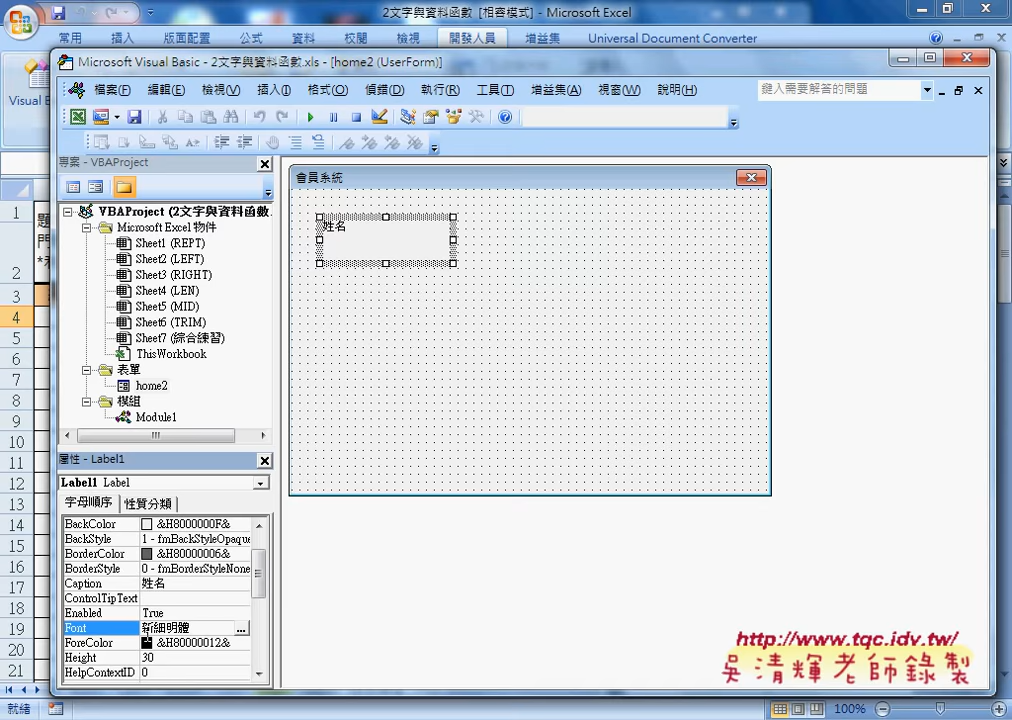 2文字與資料函數 [相容模式] - Microsoft Excel
常用 插入 版面配置 公式 資料 校閱 檢視 開發人員 增益集 Universal Document Converter
Microsoft Visual Basic - 2文字與資料函數.xls - [home2 (UserForm)]
檔案(F) 編輯(E) 檢視(V) 插入(I) 格式(O) 偵錯(D) 執行(R) 工具(T) 增益集(A) 視窗(W) 說明(H) 鍵入需要解答的問題
專案 - VBAProject
VBAProject (2文字與資料函數.
Microsoft Excel 物件
Sheet1 (REPT)
Sheet2 (LEFT)
Sheet3 (RIGHT)
Sheet4 (LEN)
Sheet5 (MID)
Sheet6 (TRIM)
Sheet7 (綜合練習)
ThisWorkbook
表單
home2
模組
Module1
會員系統
姓名
屬性 - Label1
Label1 Label
字母順序 性質分類
BackColor &H8000000F&
BackStyle 1 - fmBackStyleOpaque
BorderColor &H80000006&
BorderStyle 0 - fmBorderStyleNone
Caption 姓名
ControlTipText
Enabled True
Font 新細明體 ...
ForeColor &H80000012&
Height 30
HelpContextID 0
1
2
3
4
5
6
7
8
9
10
11
12
13
14
15
16
17
18
19
20
21
http://www.tqc.idv.tw/
吳清輝老師錄製
就緒 100%